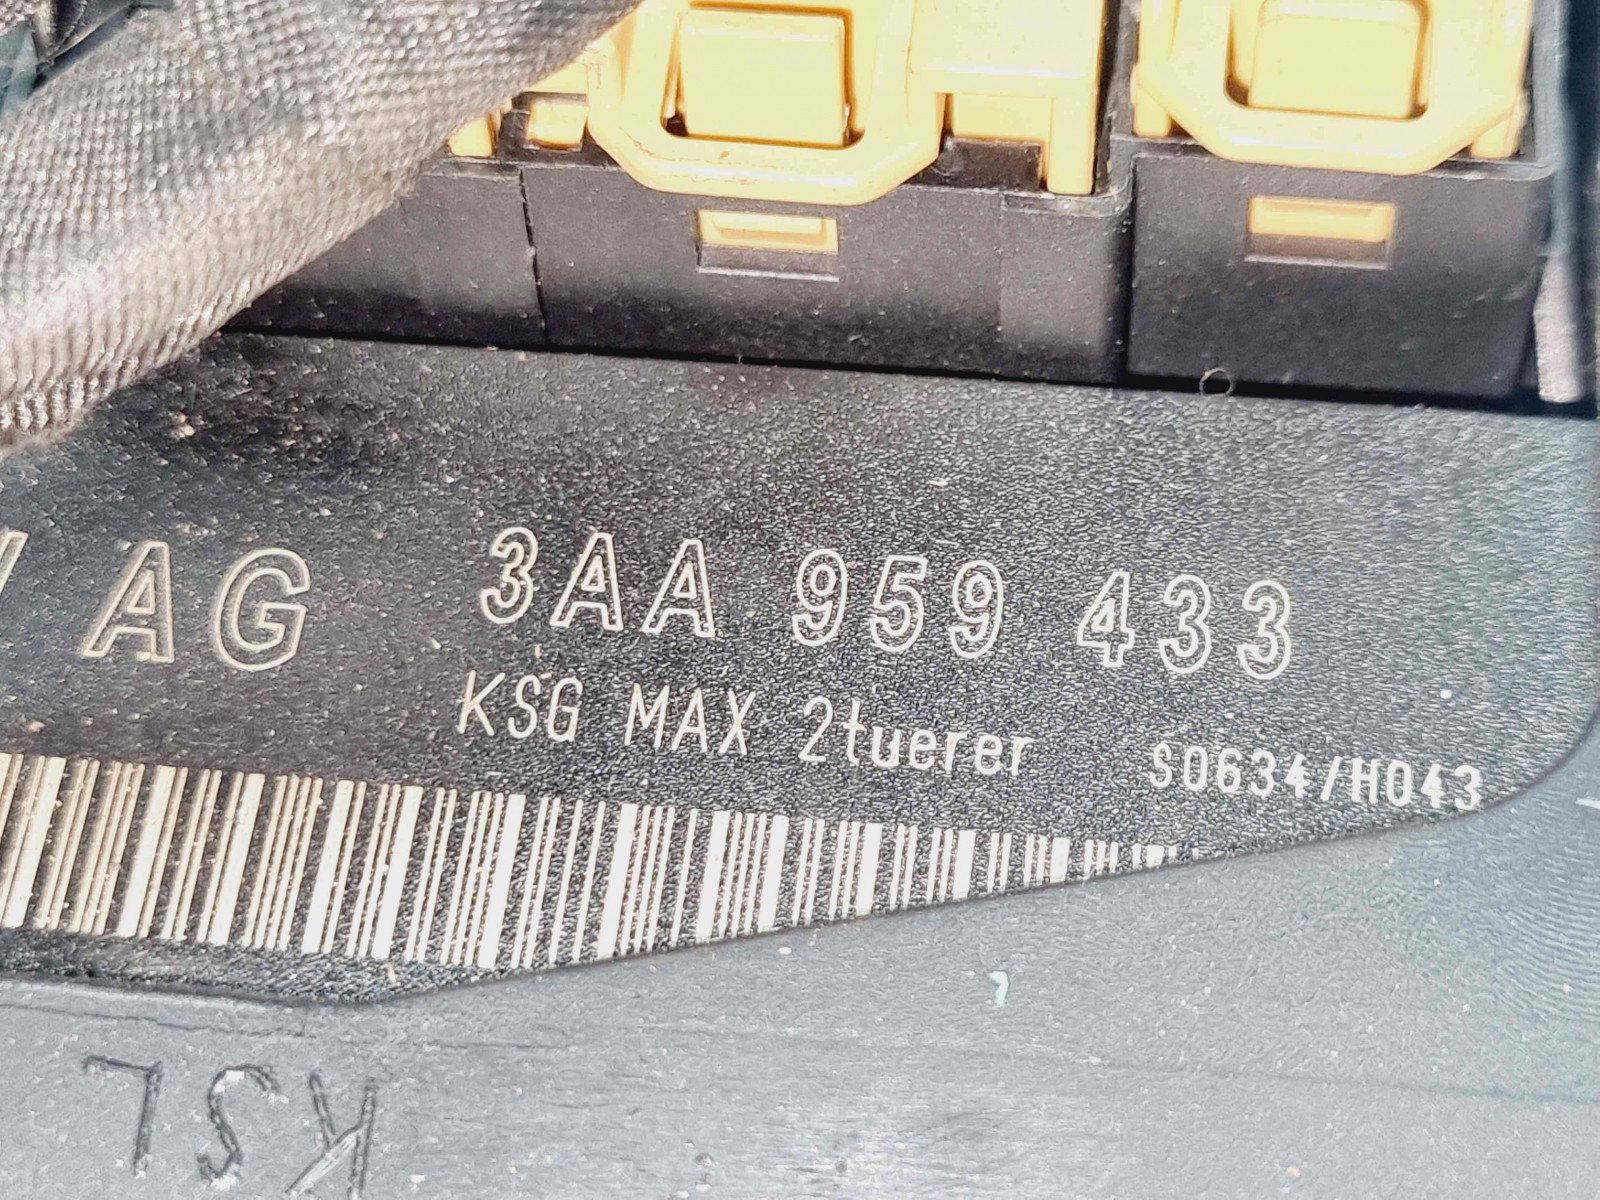 AG 3AA 959 433
KSG MAX 2tuerer S0634/H043
KSL